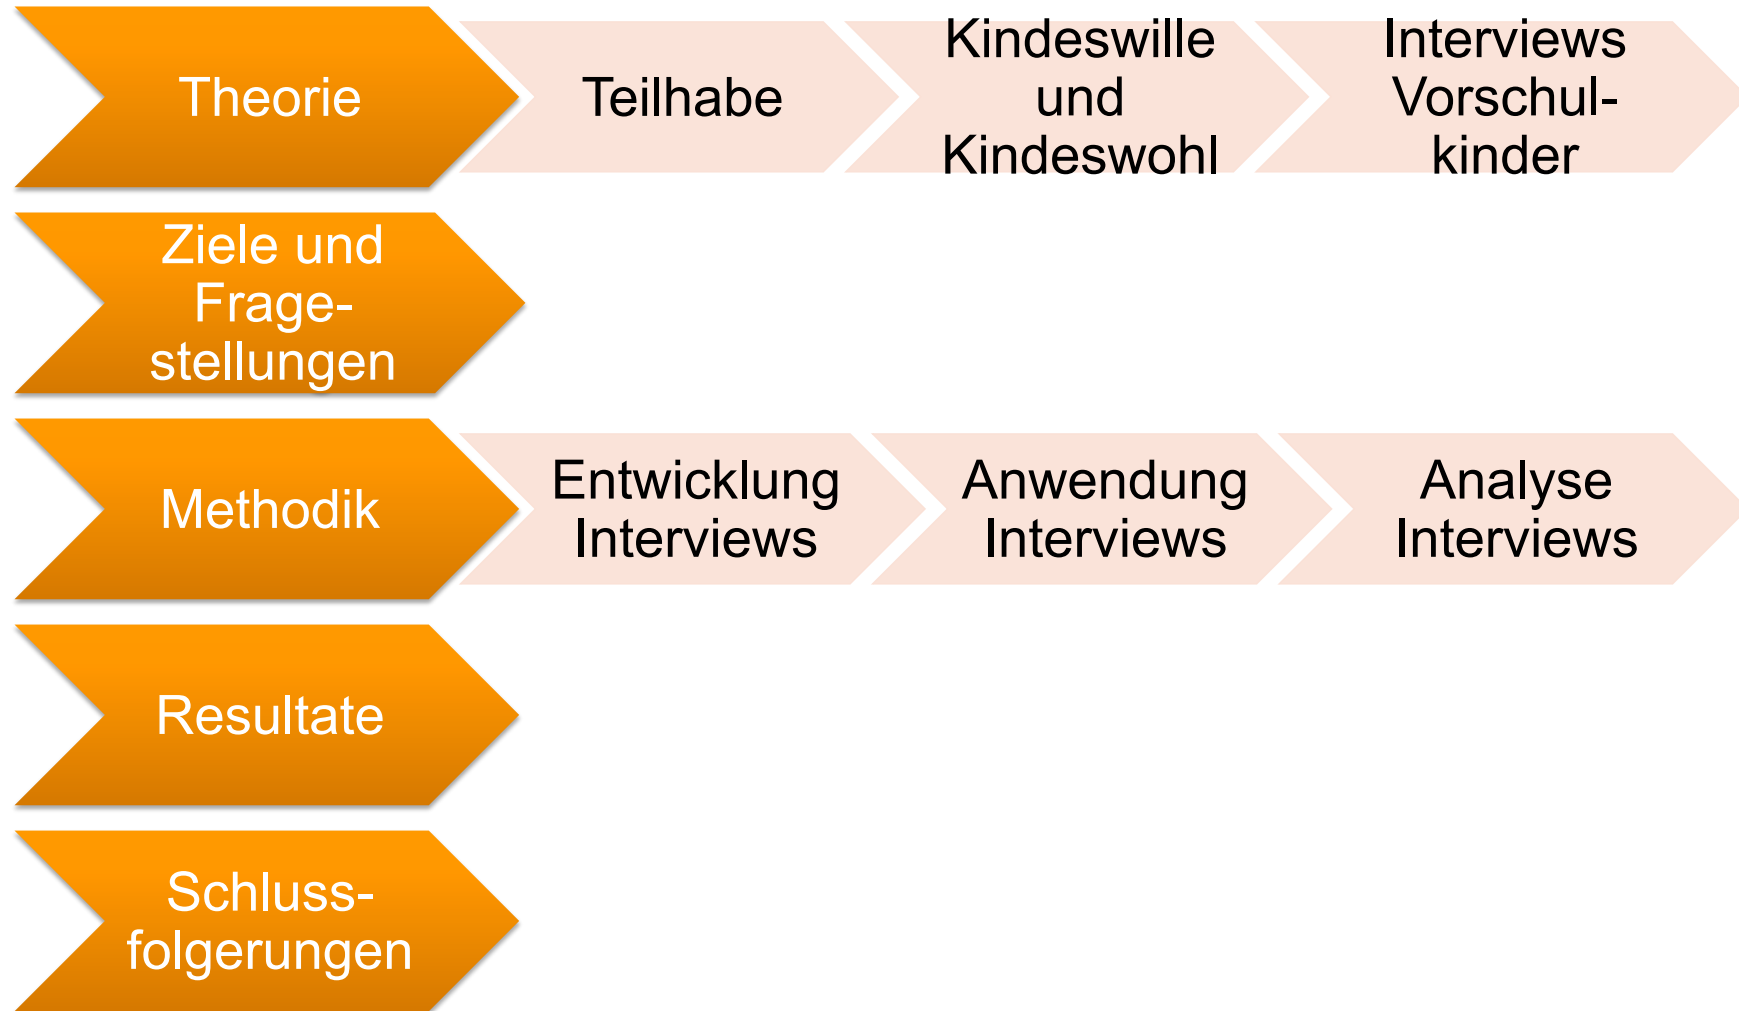 Theorie
Teilhabe
Kindeswille
und
Kindeswohl
Interviews
Vorschul-
kinder
Ziele und
Frage-
stellungen
Methodik
Entwicklung
Interviews
Anwendung
Interviews
Analyse
Interviews
Resultate
Schluss-
folgerungen